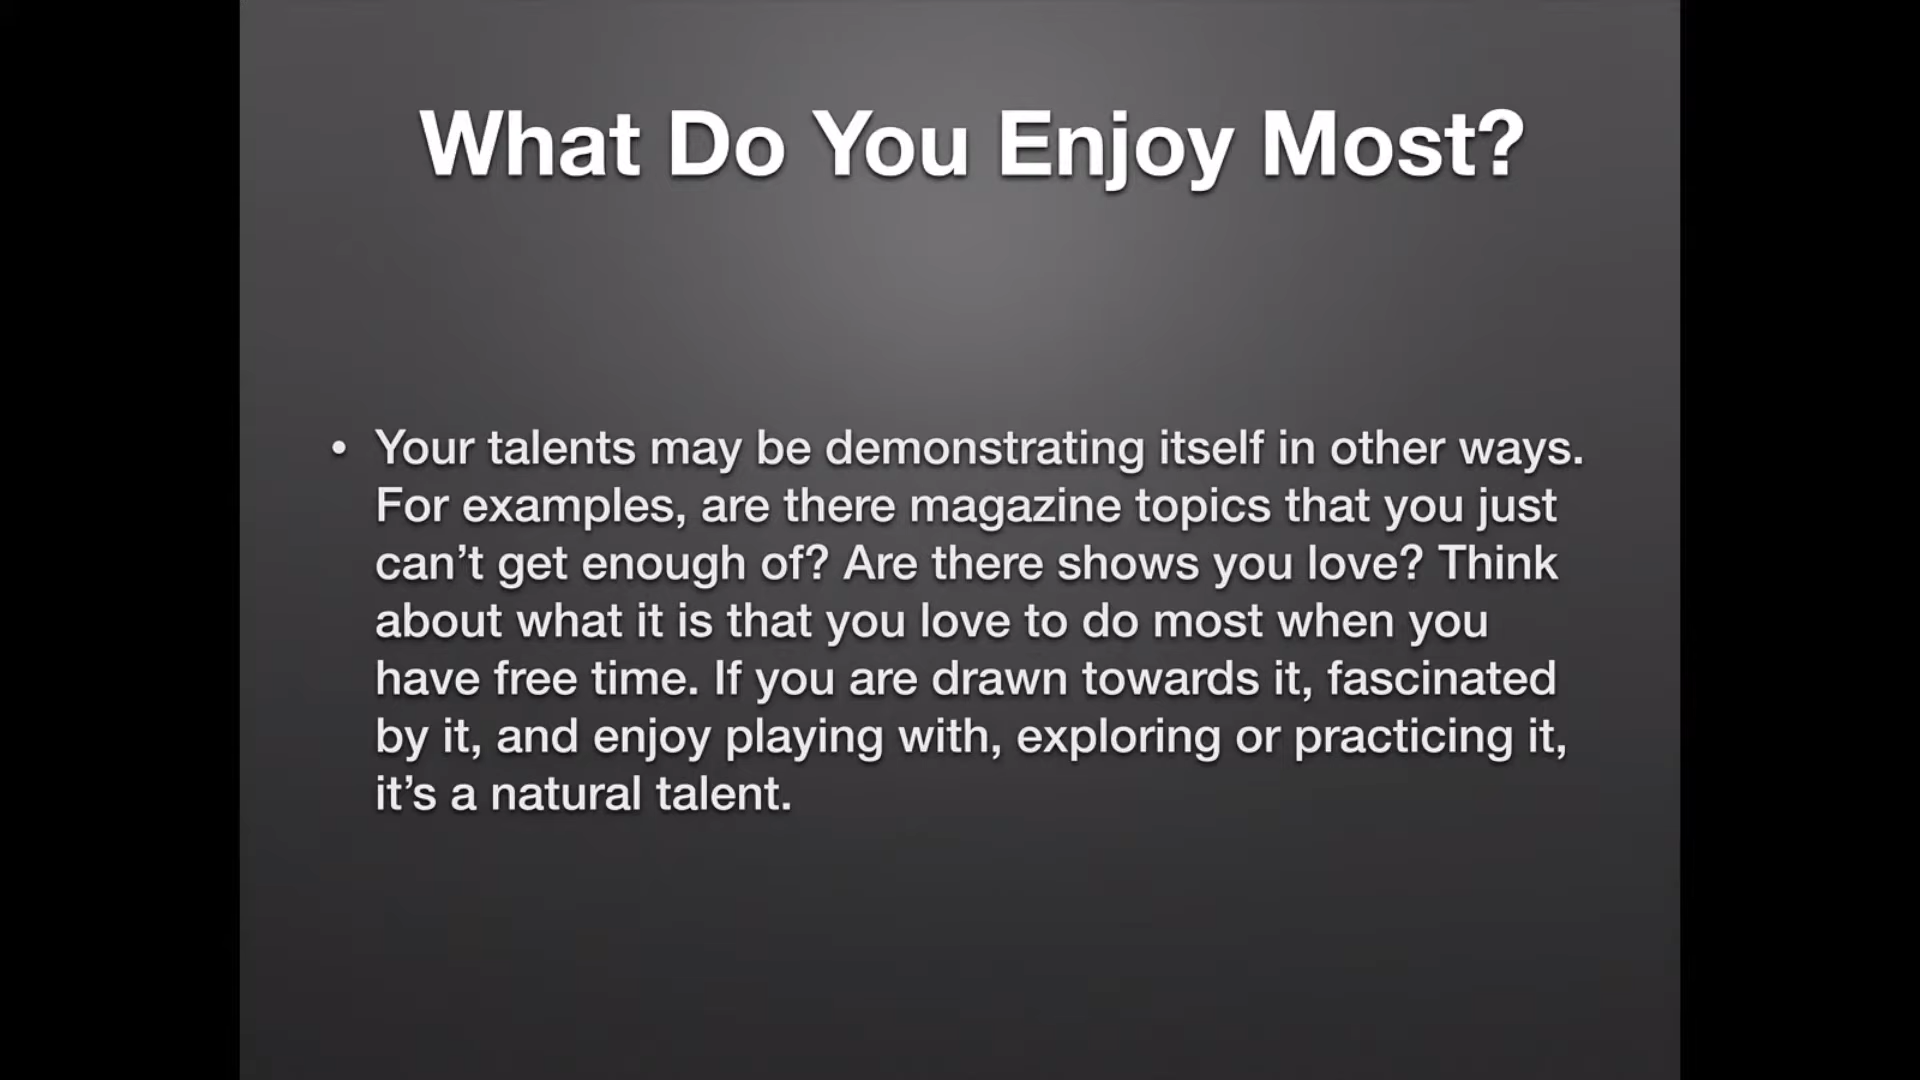 What Do You Enjoy Most?
• Your talents may be demonstrating itself in other ways.
For examples, are there magazine topics that you just
can’t get enough of? Are there shows you love? Think
about what it is that you love to do most when you
have free time. If you are drawn towards it, fascinated
by it, and enjoy playing with, exploring or practicing it,
it’s a natural talent.